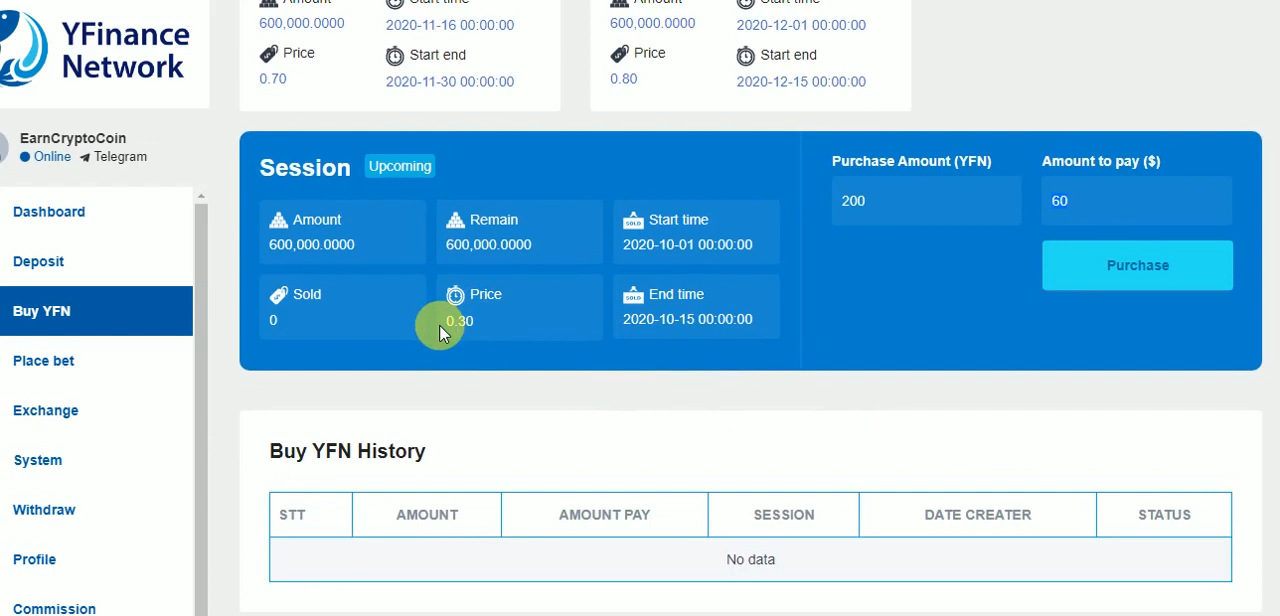 Amount
Start time
Amount
Start time
600,000.0000
2020-11-16 00:00:00
600,000.0000
2020-12-01 00:00:00
Price
Start end
Price
Start end
0.70
2020-11-30 00:00:00
0.80
2020-12-15 00:00:00
YFinance
Network
EarnCryptoCoin
Online
Telegram
Dashboard
Deposit
Buy YFN
Place bet
Exchange
System
Withdraw
Profile
Commission
Session
Upcoming
Amount
Remain
Start time
600,000.0000
600,000.0000
2020-10-01 00:00:00
Sold
Price
End time
0
0.30
2020-10-15 00:00:00
Purchase Amount (YFN)
Amount to pay ($)
200
60
Purchase
Buy YFN History
STT
AMOUNT
AMOUNT PAY
SESSION
DATE CREATER
STATUS
No data